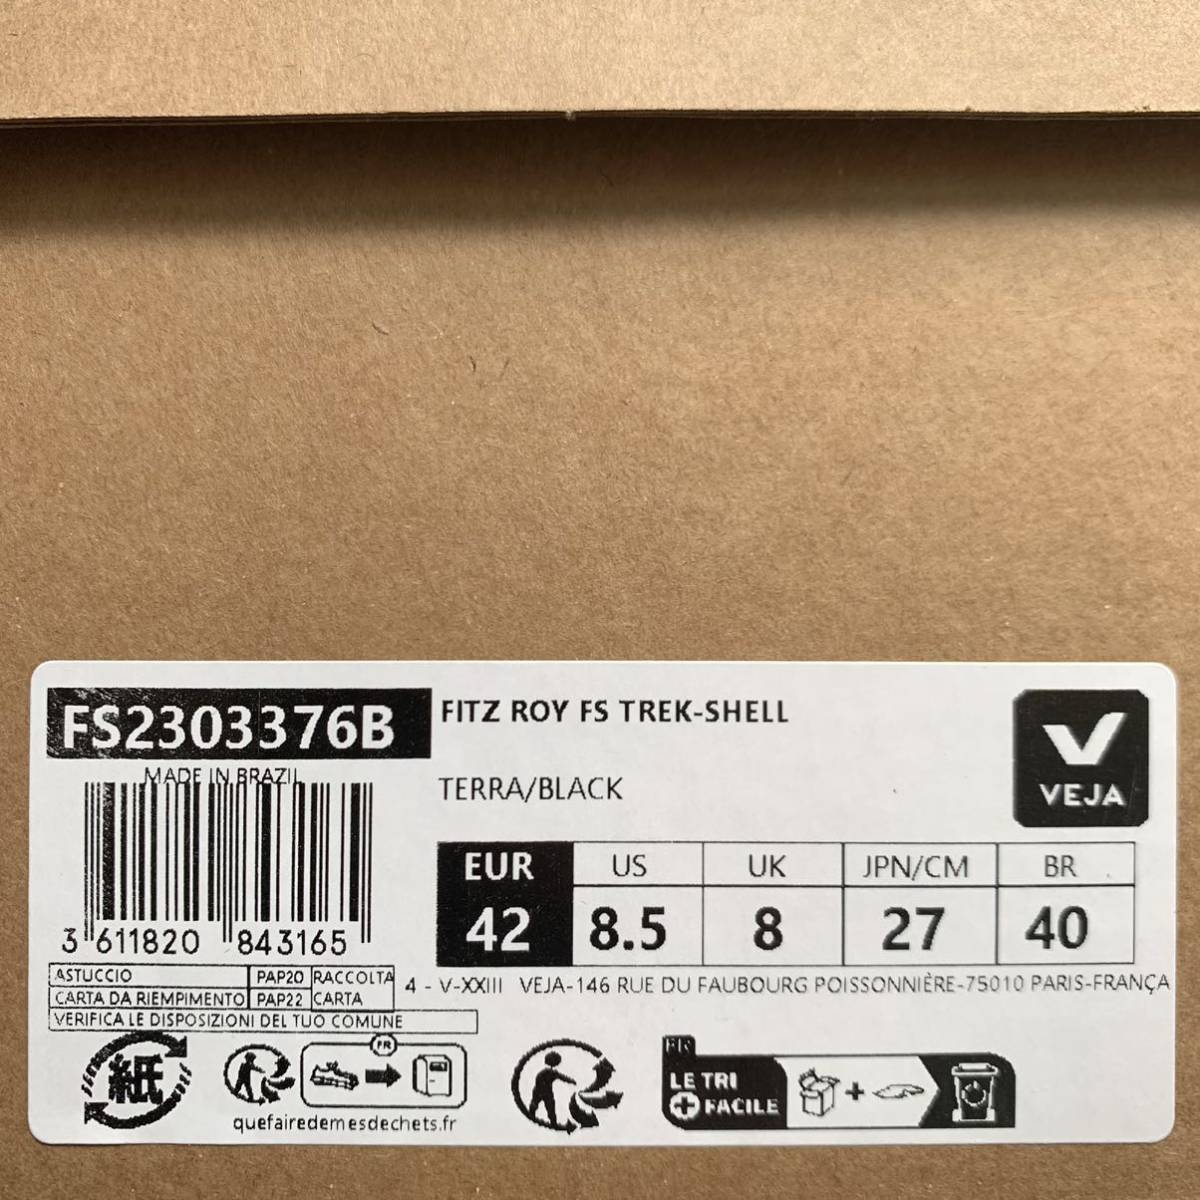 FS2303376B
FITZ ROY FS TREK-SHELL
VEJA
MADE IN BRAZIL
TERRA/BLACK
EUR US UK JPN/CM BR
42 8.5 8 27 40
3 611820 843165
ASTUCCIO PAP20 RACCOLTA
CARTA DA RIEMPIMENTO PAP22 CARTA
VERIFICA LE DISPOSIZIONI DEL TUO COMUNE
4 - V-XXIII VEJA-146 RUE DU FAUBOURG POISSONNIÈRE-75010 PARIS-FRANÇA
紙
FR
quefairedemesdechets.fr
FR
LE TRI
+ FACILE
+